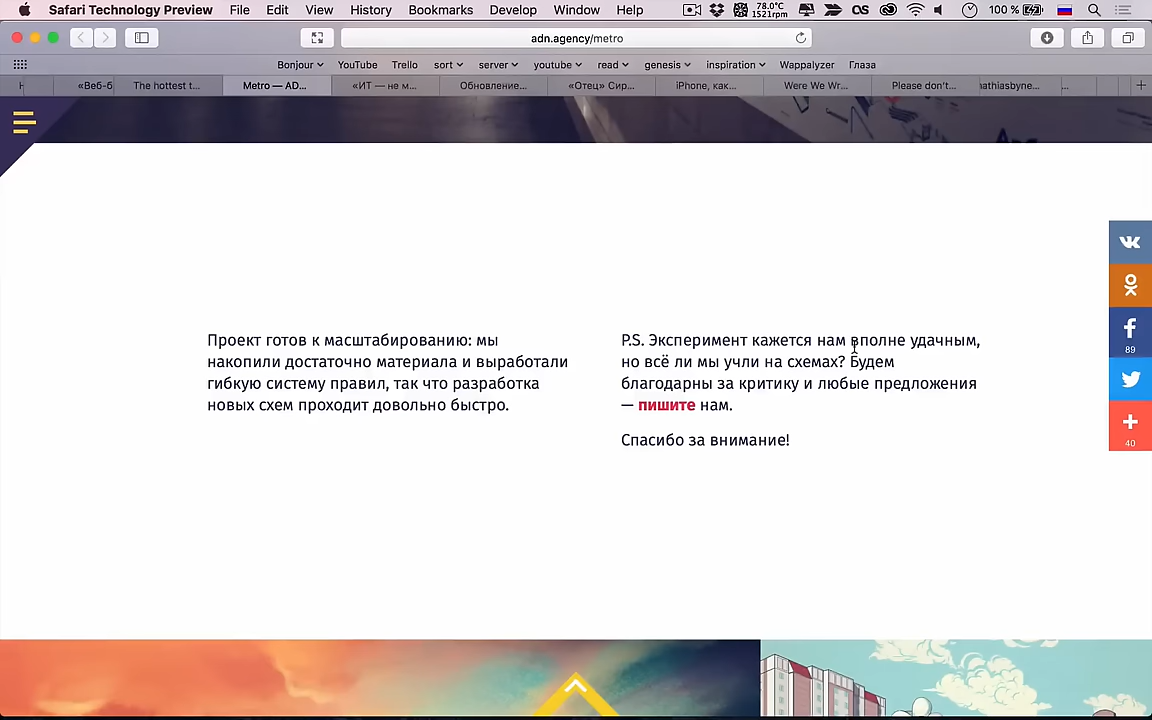 Safari Technology Preview File Edit View History Bookmarks Develop Window Help 78.0°C 1521rpm 100 %
adn.agency/metro
Bonjour YouTube Trello sort server youtube read genesis inspiration Wappalyzer Глаза
«Веб-б The hottest t... Metro — AD... «ИТ — не м... Обновление... «Отец» Сир... iPhone, как... Were We Wr... Please don't... nathiasbyne... ...
Проект готов к масштабированию: мы
накопили достаточно материала и выработали
гибкую систему правил, так что разработка
новых схем проходит довольно быстро.
P.S. Эксперимент кажется нам вполне удачным,
но всё ли мы учли на схемах? Будем
благодарны за критику и любые предложения
— пишите нам.
Спасибо за внимание!
89
40